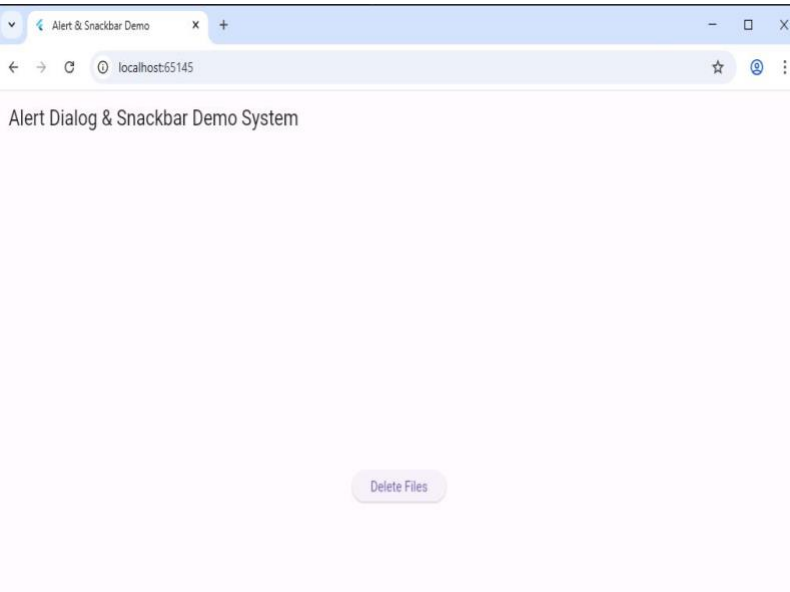 Alert & Snackbar Demo
localhost:65145
Alert Dialog & Snackbar Demo System
Delete Files